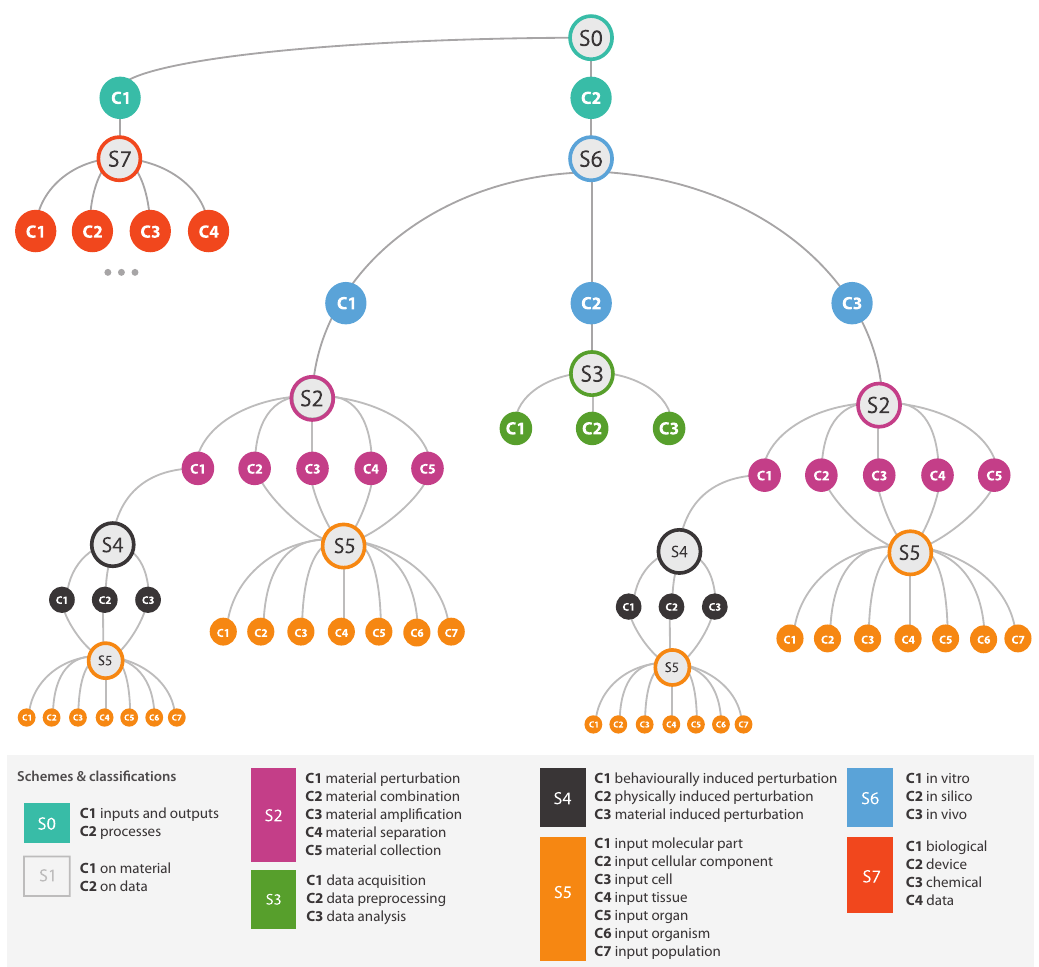 S0
C1
C2
S7
S6
C1 C2 C3 C4
C1
C2
C3
S2
S3
S2
C1 C2 C3
C1 C2 C3 C4 C5
C1 C2 C3 C4 C5
S4
S5
S4
S5
C1 C2 C3
C1 C2 C3
C1 C2 C3 C4 C5 C6 C7
C1 C2 C3 C4 C5 C6 C7
S5
S5
C1 C2 C3 C4 C5 C6 C7
C1 C2 C3 C4 C5 C6 C7
Schemes & classifications
S0
C1 inputs and outputs
C2 processes
S1
C1 on material
C2 on data
S2
C1 material perturbation
C2 material combination
C3 material amplification
C4 material separation
C5 material collection
S3
C1 data acquisition
C2 data preprocessing
C3 data analysis
S4
C1 behaviourally induced perturbation
C2 physically induced perturbation
C3 material induced perturbation
S5
C1 input molecular part
C2 input cellular component
C3 input cell
C4 input tissue
C5 input organ
C6 input organism
C7 input population
S6
C1 in vitro
C2 in silico
C3 in vivo
S7
C1 biological
C2 device
C3 chemical
C4 data